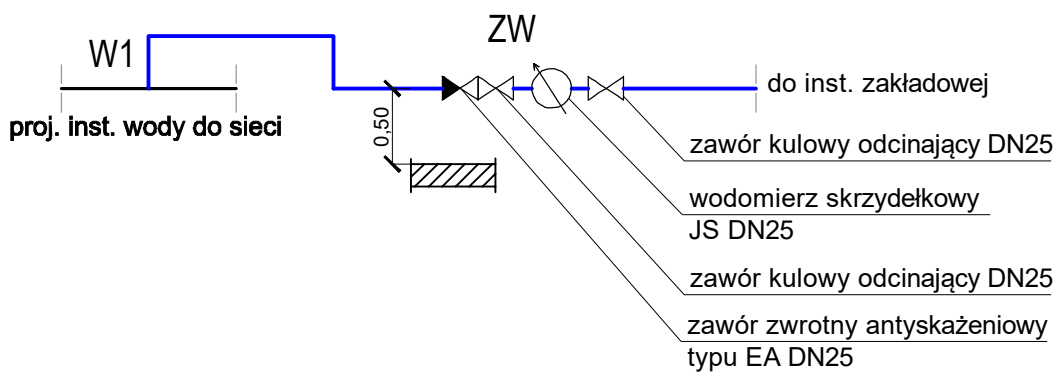 ZW
W1
do inst. zakładowej
proj. inst. wody do sieci
0,50
zawór kulowy odcinający DN25
wodomierz skrzydełkowy
JS DN25
zawór kulowy odcinający DN25
zawór zwrotny antyskażeniowy
typu EA DN25